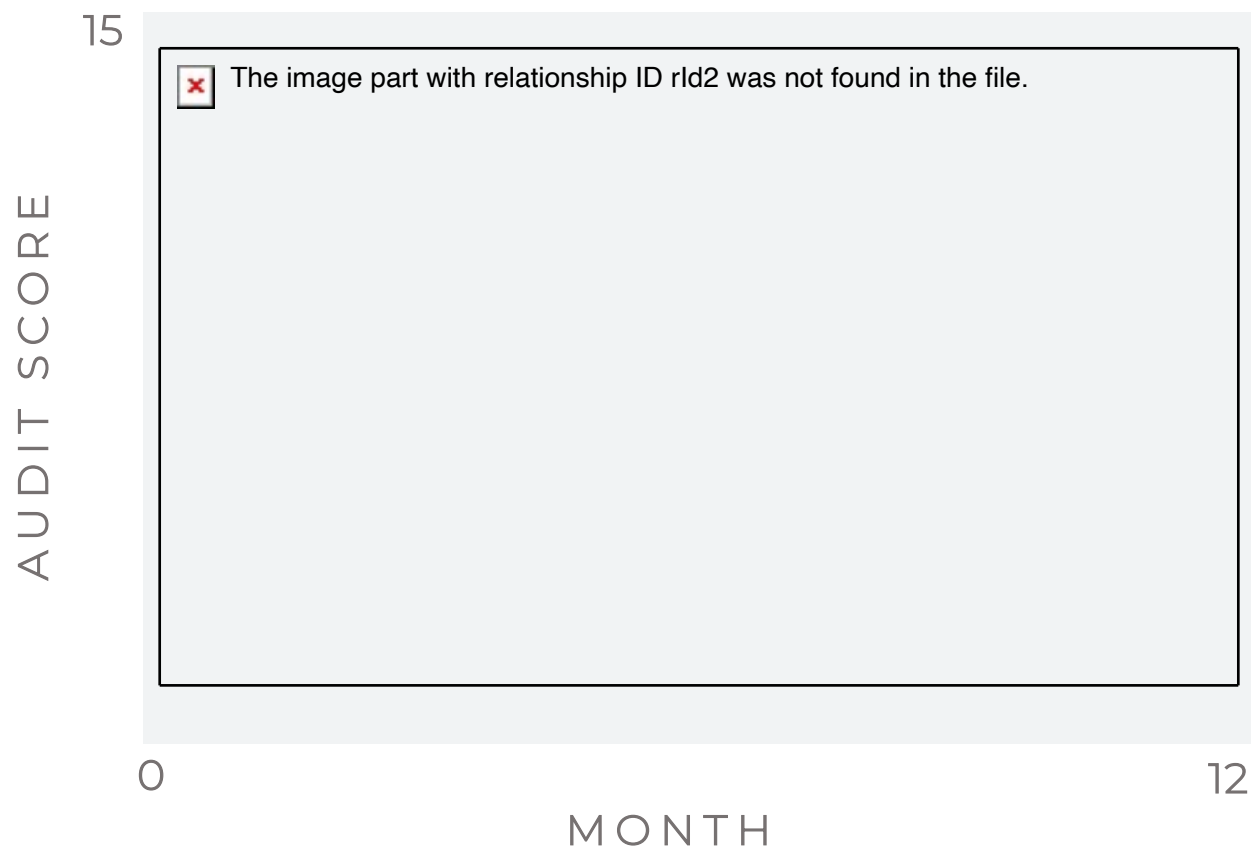 15
The image part with relationship ID rId2 was not found in the file.
AUDIT SCORE
0
12
MONTH